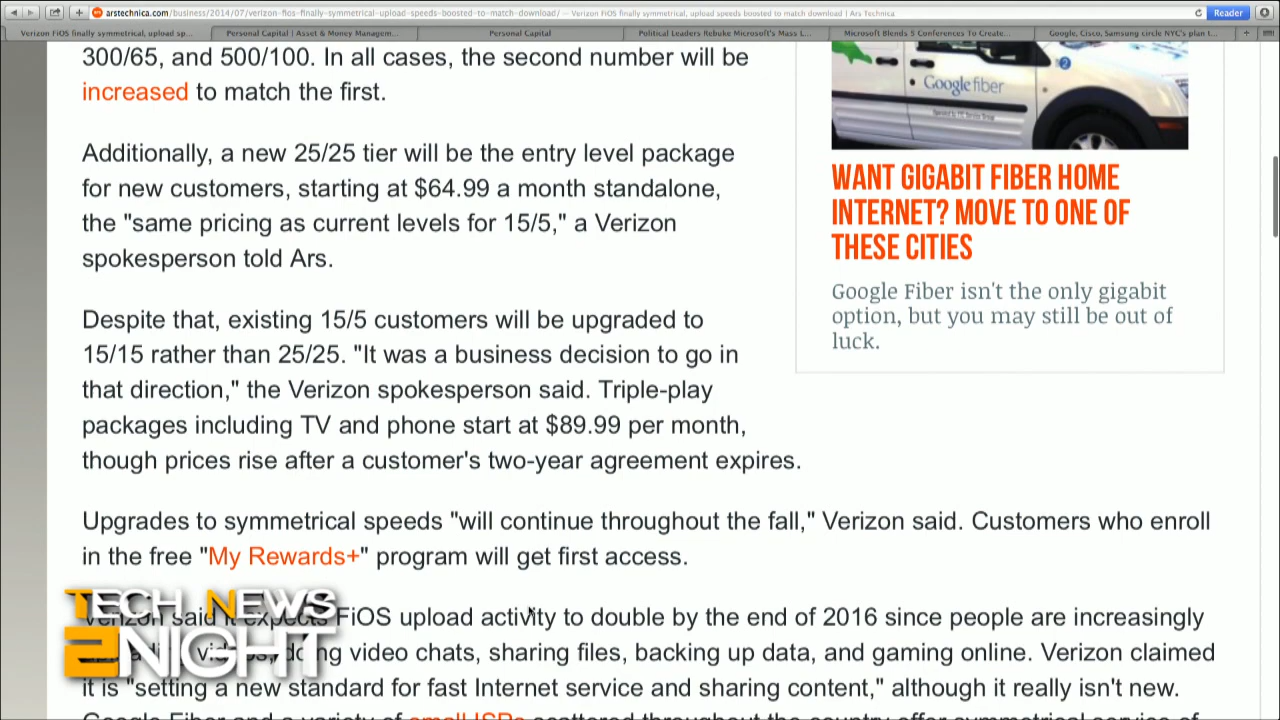 arstechnica.com/business/2014/07/verizon-fios-finally-symmetrical-upload-speeds-boosted-to-match-download/ — Verizon FiOS finally symmetrical, upload speeds boosted to match download | Ars Technica
Reader
Verizon FiOS finally symmetrical, upload sp...
Personal Capital | Asset & Money Managem...
Personal Capital
Political Leaders Rebuke Microsoft's Mass L...
Microsoft Blends 5 Conferences To Create...
Google, Cisco, Samsung circle NYC's plan t...
300/65, and 500/100. In all cases, the second number will be
increased to match the first.
Additionally, a new 25/25 tier will be the entry level package
for new customers, starting at $64.99 a month standalone,
the "same pricing as current levels for 15/5," a Verizon
spokesperson told Ars.
Despite that, existing 15/5 customers will be upgraded to
15/15 rather than 25/25. "It was a business decision to go in
that direction," the Verizon spokesperson said. Triple-play
packages including TV and phone start at $89.99 per month,
though prices rise after a customer's two-year agreement expires.
Upgrades to symmetrical speeds "will continue throughout the fall," Verizon said. Customers who enroll
in the free "My Rewards+" program will get first access.
Verizon said it expects FiOS upload activity to double by the end of 2016 since people are increasingly
videos, doing video chats, sharing files, backing up data, and gaming online. Verizon claimed
it is "setting a new standard for fast Internet service and sharing content," although it really isn't new.
Google Fiber and a variety of small ISPs scattered throughout the country offer symmetrical service of
Google fiber
WANT GIGABIT FIBER HOME
INTERNET? MOVE TO ONE OF
THESE CITIES
Google Fiber isn't the only gigabit
option, but you may still be out of
luck.
TECH NEWS
2NIGHT